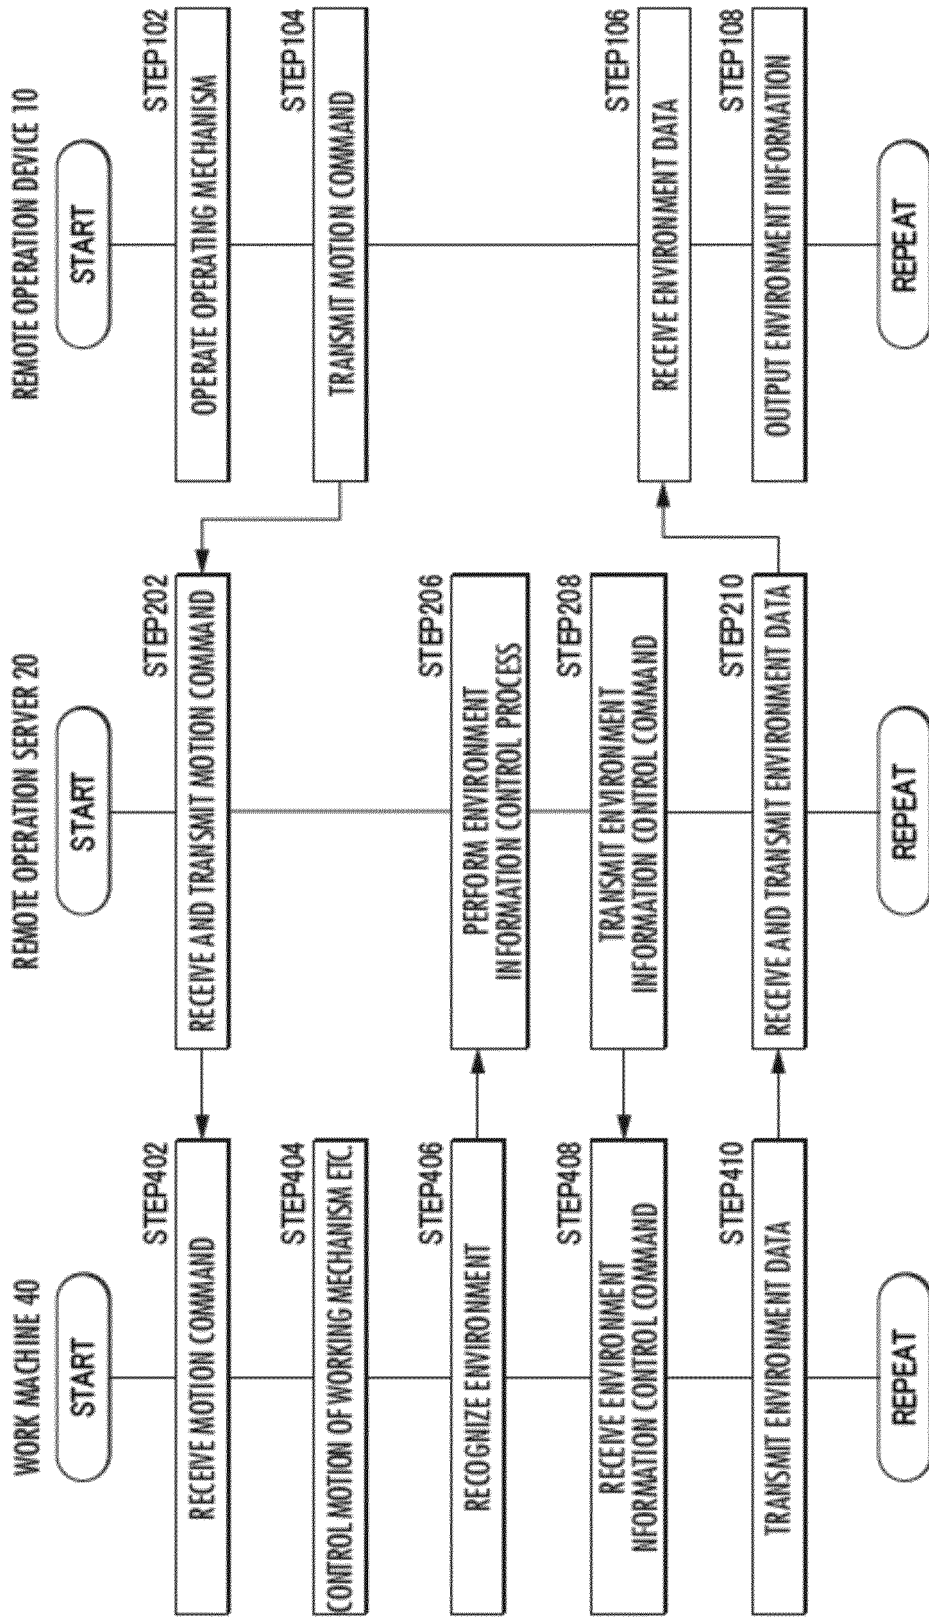 WORK MACHINE 40
START
STEP402
RECEIVE MOTION COMMAND
STEP404
CONTROL MOTION OF WORKING MECHANISM ETC.
STEP406
RECOGNIZE ENVIRONMENT
STEP408
RECEIVE ENVIRONMENT
NFORMATION CONTROL COMMAND
STEP410
TRANSMIT ENVIRONMENT DATA
REPEAT
REMOTE OPERATION SERVER 20
START
STEP202
RECEIVE AND TRANSMIT MOTION COMMAND
STEP206
PERFORM ENVIRONMENT
INFORMATION CONTROL PROCESS
STEP208
TRANSMIT ENVIRONMENT
INFORMATION CONTROL COMMAND
STEP210
RECEIVE AND TRANSMIT ENVIRONMENT DATA
REPEAT
REMOTE OPERATION DEVICE 10
START
STEP102
OPERATE OPERATING MECHANISM
STEP104
TRANSMIT MOTION COMMAND
STEP106
RECEIVE ENVIRONMENT DATA
STEP108
OUTPUT ENVIRONMENT INFORMATION
REPEAT